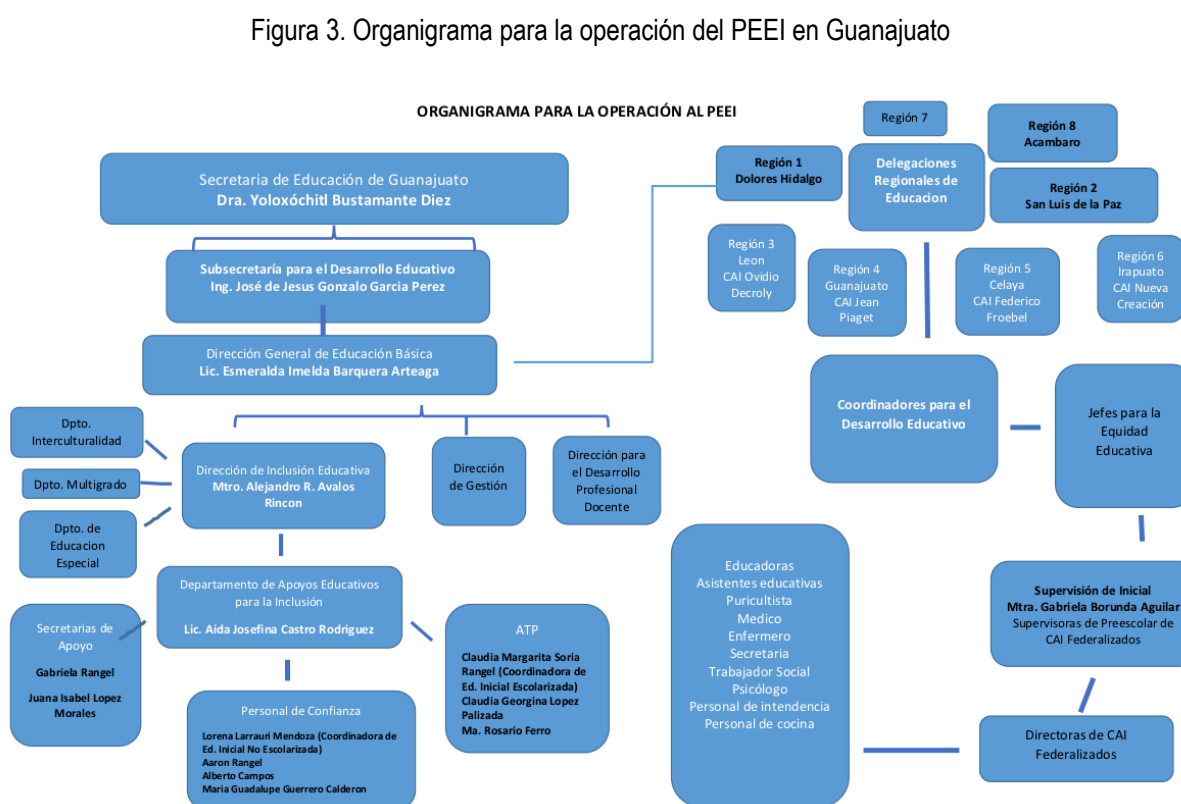 Figura 3. Organigrama para la operación del PEEI en Guanajuato
ORGANIGRAMA PARA LA OPERACIÓN AL PEEI
Secretaria de Educación de Guanajuato
Dra. Yoloxóchitl Bustamante Diez
Subsecretaría para el Desarrollo Educativo
Ing. José de Jesus Gonzalo Garcia Perez
Dirección General de Educación Básica
Lic. Esmeralda Imelda Barquera Arteaga
Dpto.
Interculturalidad
Dpto. Multigrado
Dpto. de
Educacion
Especial
Dirección de Inclusión Educativa
Mtro. Alejandro R. Avalos
Rincon
Dirección
de Gestión
Dirección para
el Desarrollo
Profesional
Docente
Departamento de Apoyos Educativos
para la Inclusión
Lic. Aida Josefina Castro Rodriguez
Secretarias de
Apoyo
Gabriela Rangel
Juana Isabel Lopez
Morales
Personal de Confianza
Lorena Larrauri Mendoza (Coordinadora de
Ed. Inicial No Escolarizada)
Aaron Rangel
Alberto Campos
Maria Guadalupe Guerrero Calderon
ATP
Claudia Margarita Soria
Rangel (Coordinadora de
Ed. Inicial Escolarizada)
Claudia Georgina Lopez
Palizada
Ma. Rosario Ferro
Región 7
Región 8
Acambaro
Región 1
Dolores Hidalgo
Delegaciones
Regionales de
Educacion
Región 2
San Luis de la Paz
Región 3
Leon
CAI Ovidio
Decroly
Región 4
Guanajuato
CAI Jean
Piaget
Región 5
Celaya
CAI Federico
Froebel
Región 6
Irapuato
CAI Nueva
Creación
Coordinadores para el
Desarrollo Educativo
Jefes para la
Equidad
Educativa
Supervisión de Inicial
Mtra. Gabriela Borunda Aguilar
Supervisoras de Preescolar de
CAI Federalizados
Directoras de CAI
Federalizados
Educadoras
Asistentes educativas
Puricultista
Medico
Enfermero
Secretaria
Trabajador Social
Psicólogo
Personal de intendencia
Personal de cocina